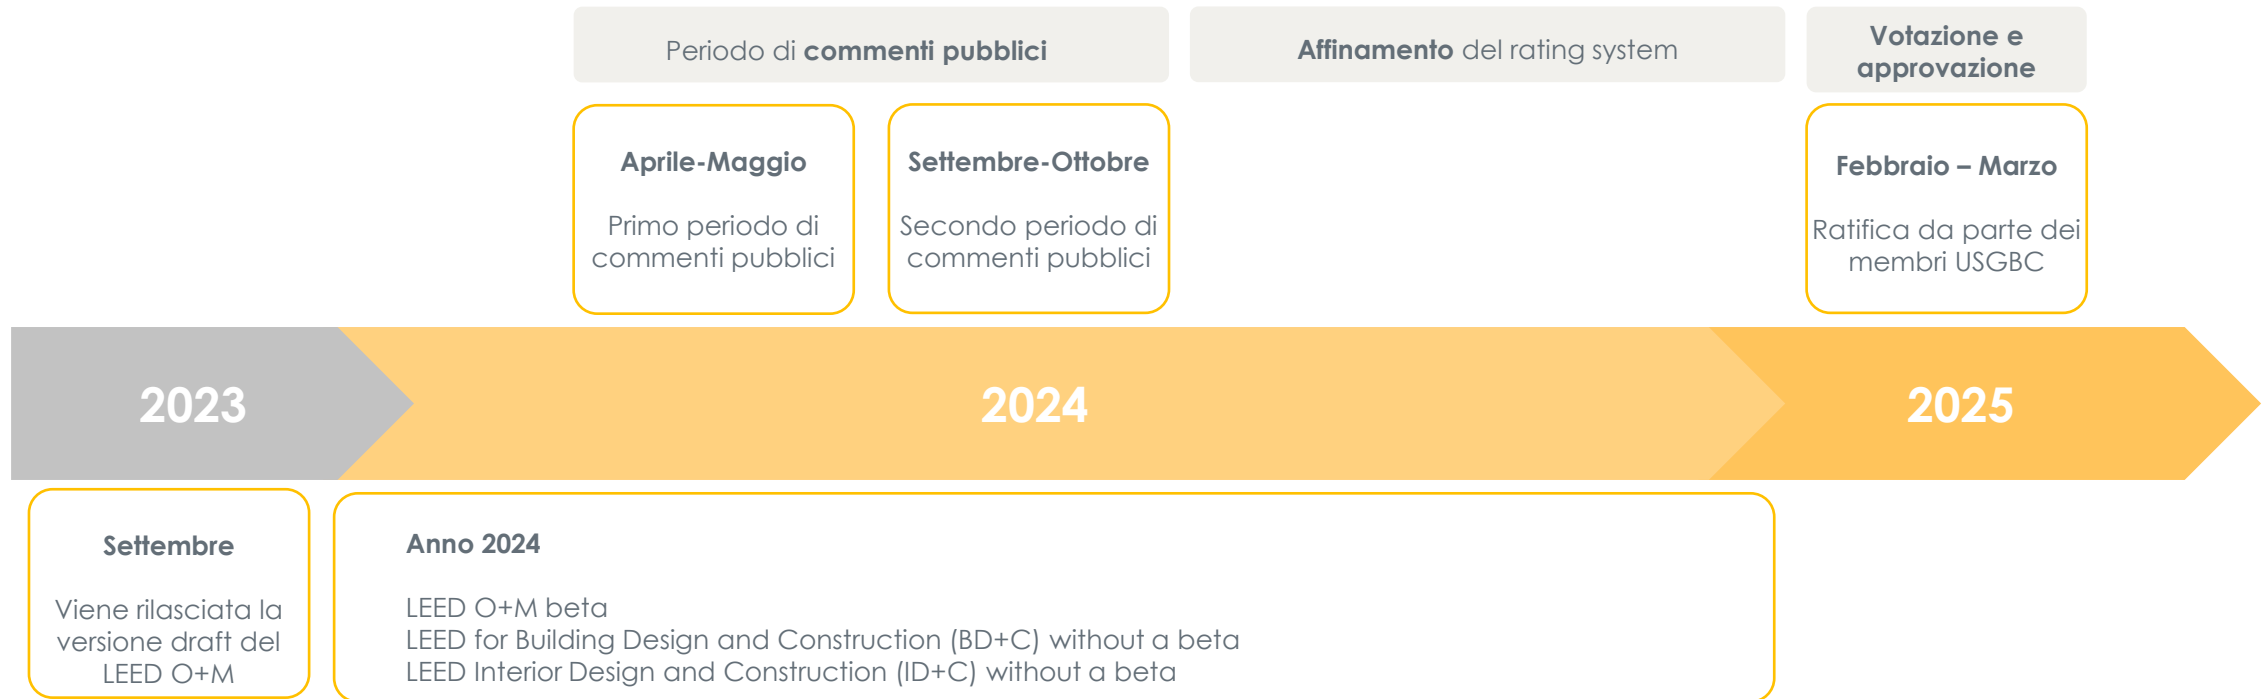 Periodo di commenti pubblici
Affinamento del rating system
Votazione e
approvazione
Aprile-Maggio
Primo periodo di
commenti pubblici
Settembre-Ottobre
Secondo periodo di
commenti pubblici
Febbraio – Marzo
Ratifica da parte dei
membri USGBC
2023
2024
2025
Settembre
Viene rilasciata la
versione draft del
LEED O+M
Anno 2024
LEED O+M beta
LEED for Building Design and Construction (BD+C) without a beta
LEED Interior Design and Construction (ID+C) without a beta